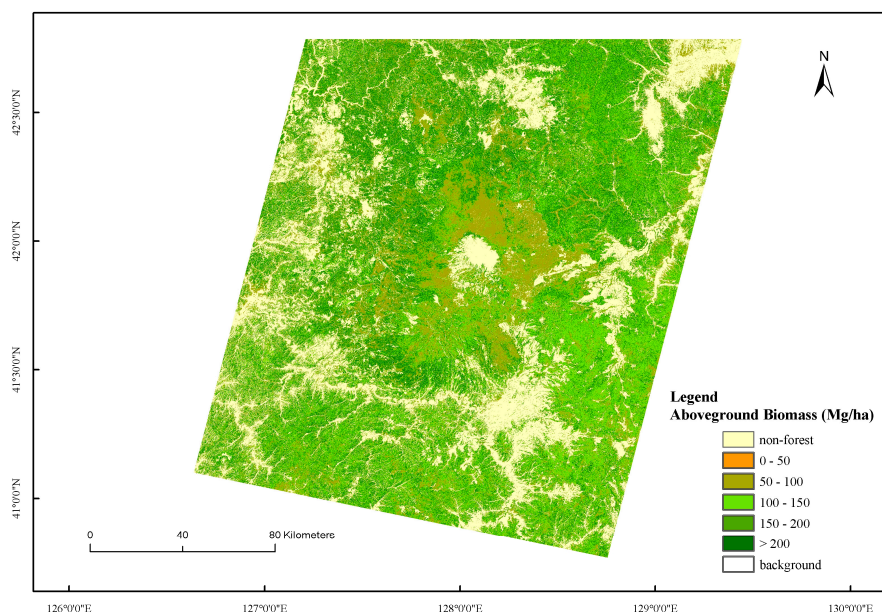 N
42°30'0"N
42°0'0"N
41°30'0"N
41°0'0"N
Legend
Aboveground Biomass (Mg/ha)
non-forest
0 - 50
50 - 100
100 - 150
150 - 200
> 200
background
0 40 80 Kilometers
126°0'0"E 127°0'0"E 128°0'0"E 129°0'0"E 130°0'0"E